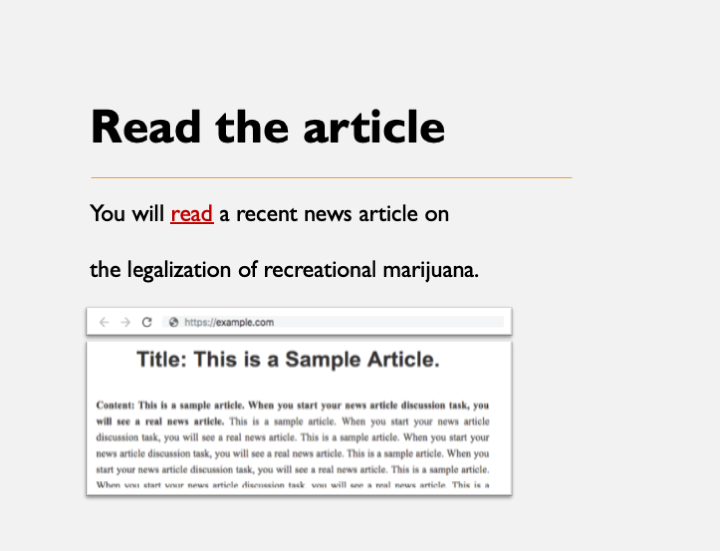 Read the article
You will read a recent news article on
the legalization of recreational marijuana.
https://example.com
Title: This is a Sample Article.
Content: This is a sample article. When you start your news article discussion task, you
will see a real news article. This is a sample article. When you start your news article
discussion task, you will see a real news article. This is a sample article. When you start your
news article discussion task, you will see a real news article. This is a sample article. When you
start your news article discussion task, you will see a real news article. This is a sample article.
When you start your news article discussion task, you will see a real news article. This is a